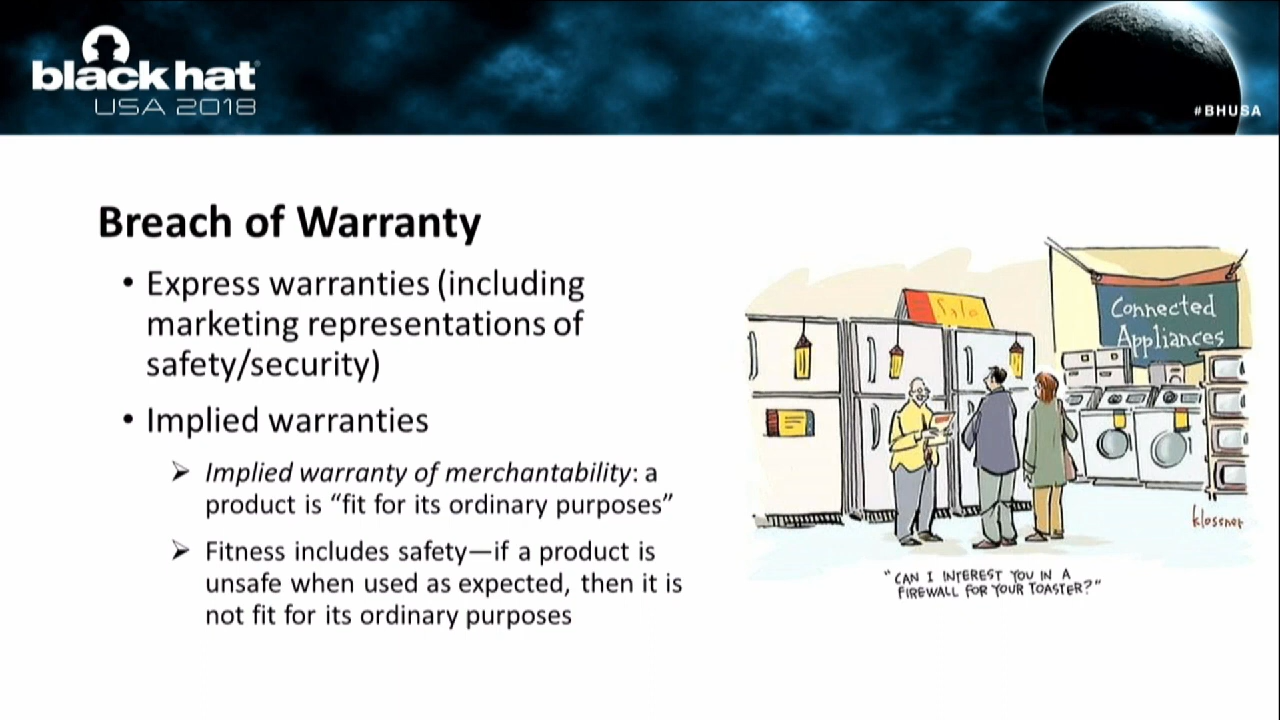 black hat
USA 2018
#BHUSA
Breach of Warranty
• Express warranties (including
marketing representations of
safety/security)
• Implied warranties
➢ Implied warranty of merchantability: a
product is “fit for its ordinary purposes”
➢ Fitness includes safety—if a product is
unsafe when used as expected, then it is
not fit for its ordinary purposes
Sale
Connected
Appliances
klossner
“CAN I INTEREST YOU IN A
FIREWALL FOR YOUR TOASTER?”